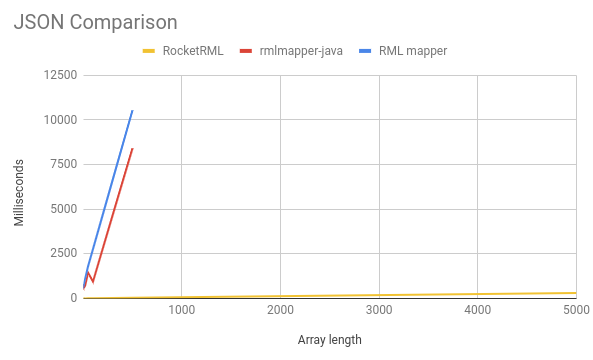 JSON Comparison
RocketRML rmlmapper-java RML mapper
12500
10000
7500
5000
2500
0
Milliseconds
1000 2000 3000 4000 5000
Array length